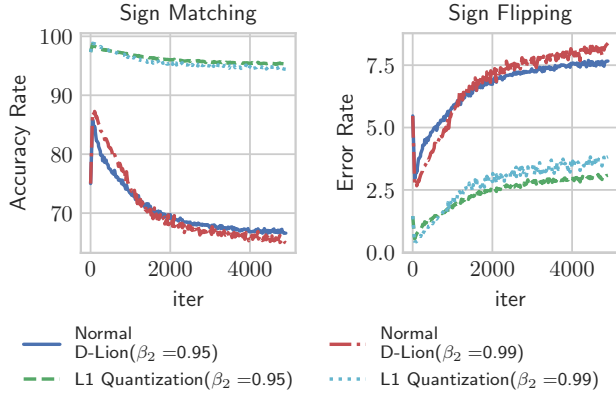 Sign Matching
Accuracy Rate
100
90
80
70
0
2000
4000
iter
Sign Flipping
Error Rate
7.5
5.0
2.5
0.0
0
2000
4000
iter
Normal
D-Lion(β₂ =0.95)
L1 Quantization(β₂ =0.95)
Normal
D-Lion(β₂ =0.99)
L1 Quantization(β₂ =0.99)